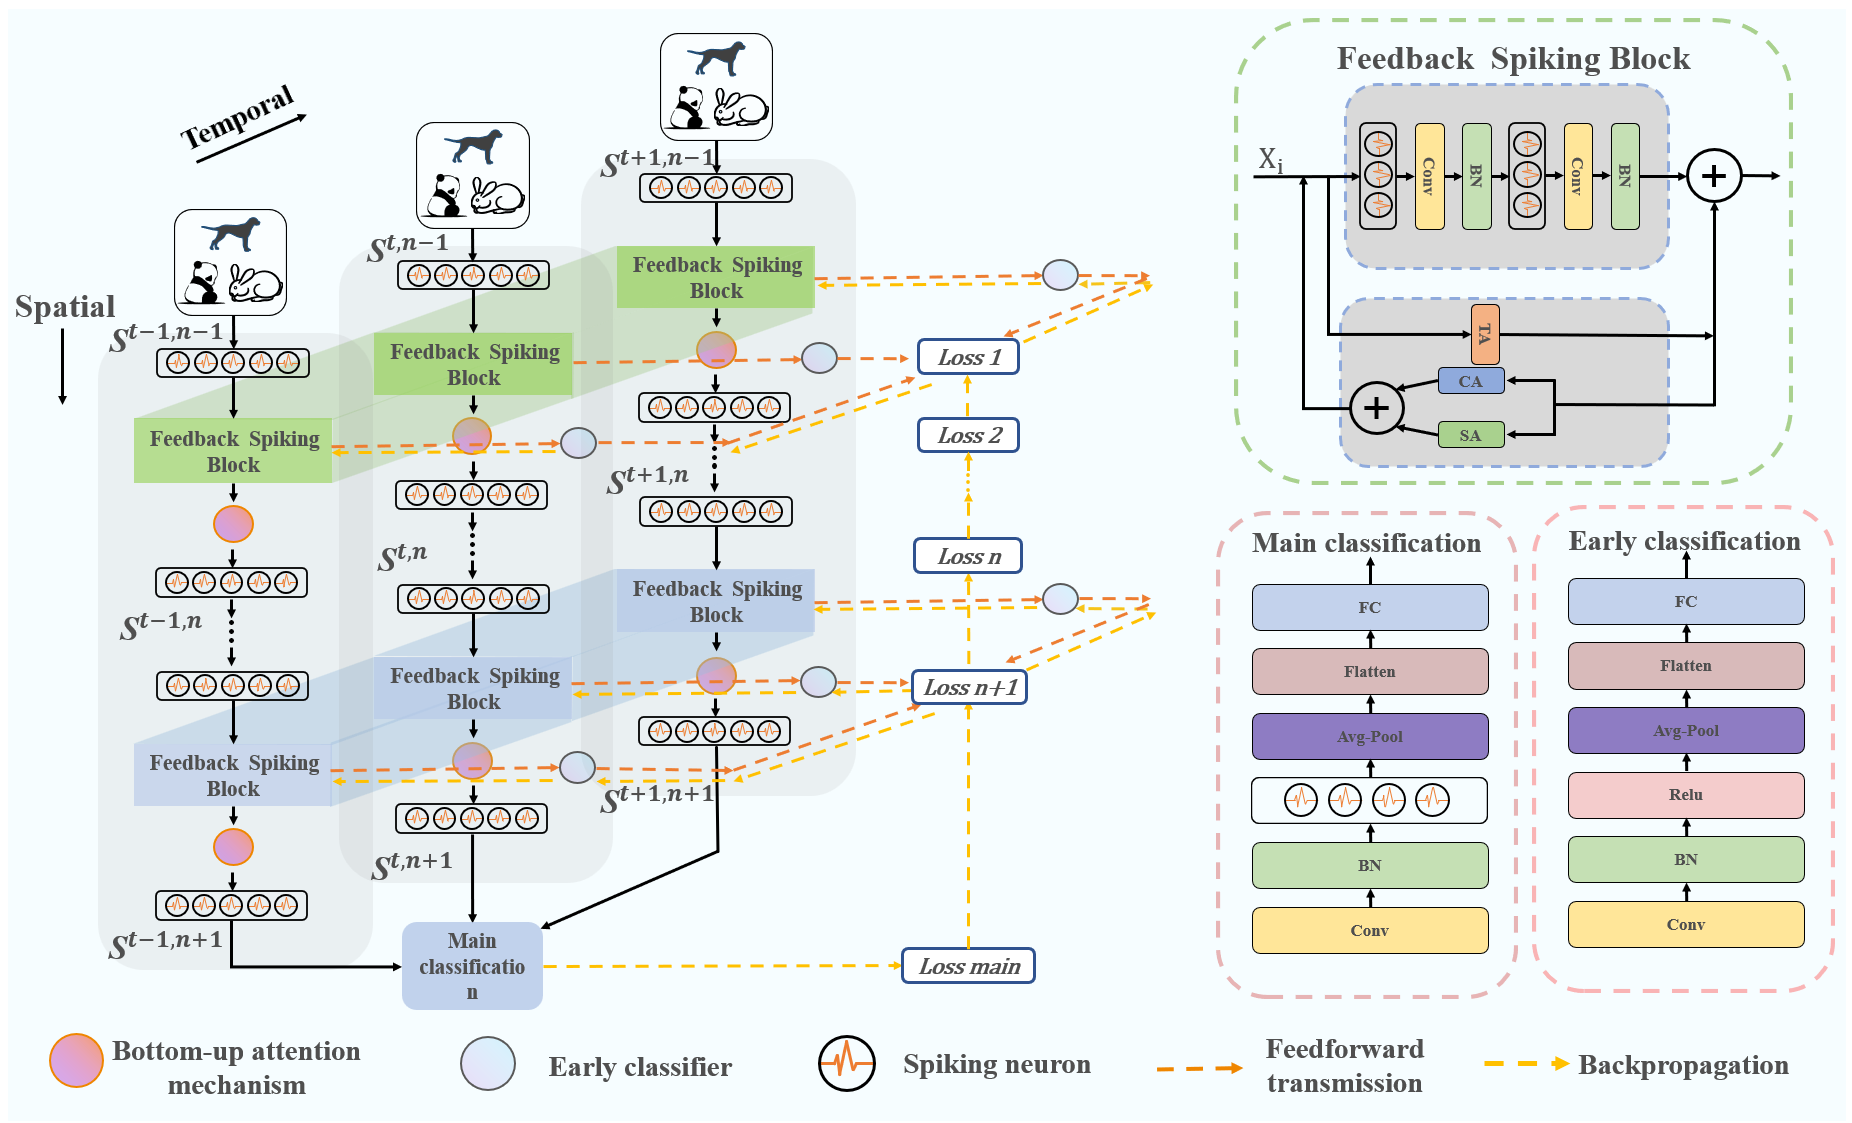 Temporal
Spatial
S^{t−1,n−1}
Feedback Spiking
Block
S^{t−1,n}
Feedback Spiking
Block
S^{t−1,n+1}
S^{t,n−1}
Feedback Spiking
Block
S^{t,n}
Feedback Spiking
Block
S^{t,n+1}
S^{t+1,n−1}
Feedback Spiking
Block
S^{t+1,n}
Feedback Spiking
Block
S^{t+1,n+1}
Main
classificatio
n
Loss 1
Loss 2
Loss n
Loss n+1
Loss main
Feedback Spiking Block
X_i
Conv
BN
Conv
BN
TA
CA
SA
Main classification
FC
Flatten
Avg-Pool
BN
Conv
Early classification
FC
Flatten
Avg-Pool
Relu
BN
Conv
Bottom-up attention
mechanism
Early classifier
Spiking neuron
Feedforward
transmission
Backpropagation